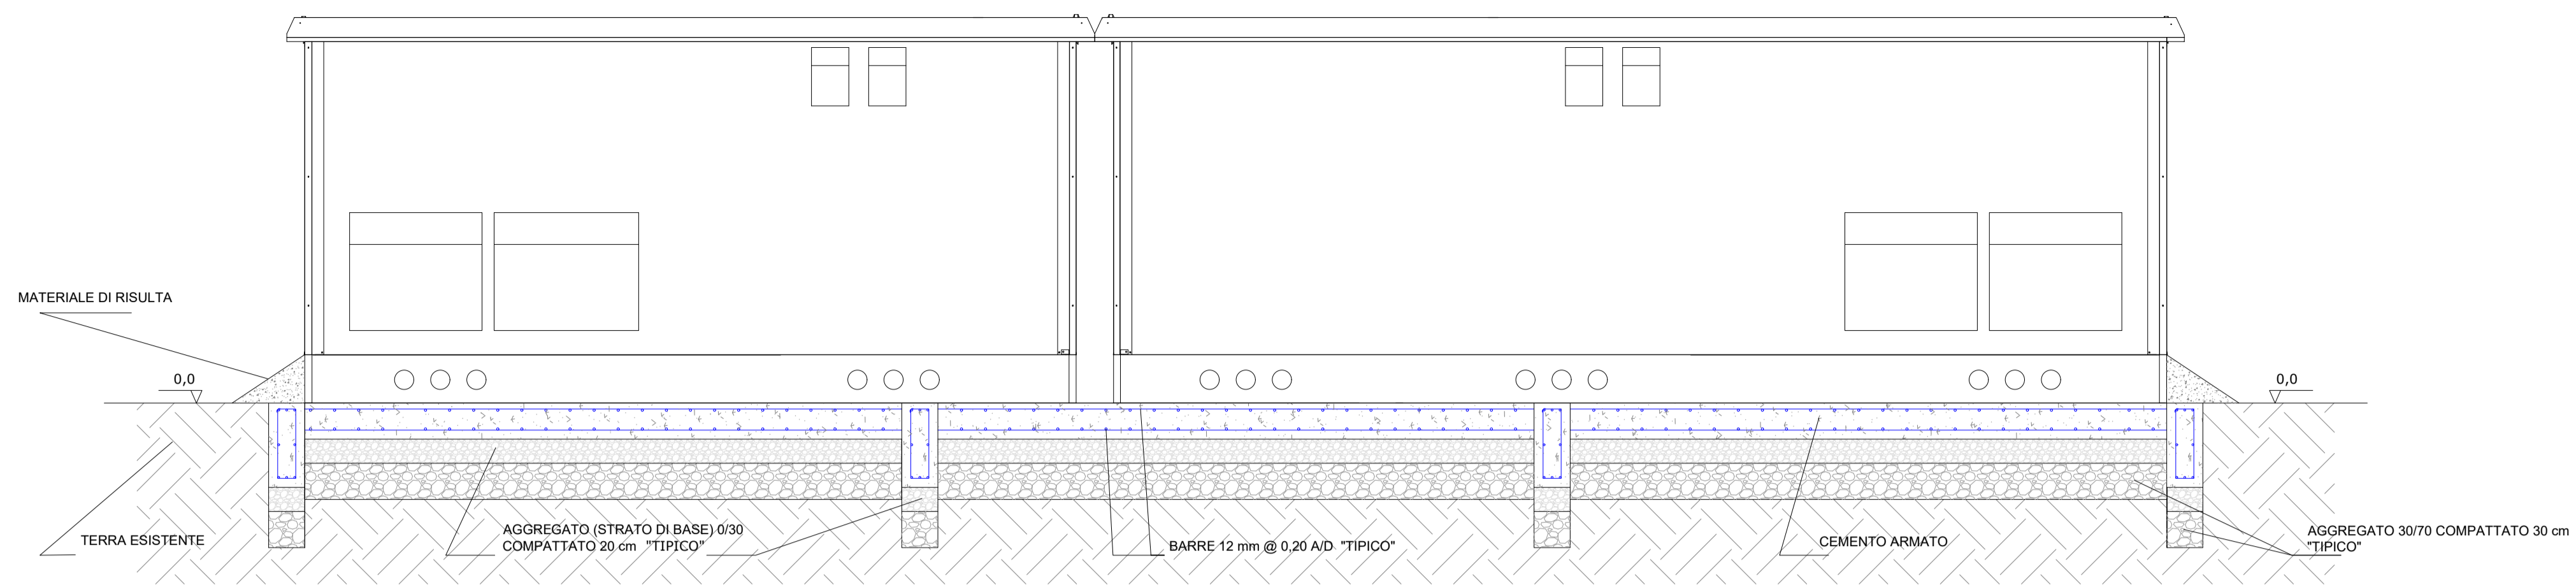 MATERIALE DI RISULTA
0,0
0,0
TERRA ESISTENTE
AGGREGATO (STRATO DI BASE) 0/30
COMPATTATO 20 cm "TIPICO"
BARRE 12 mm @ 0,20 A/D "TIPICO"
CEMENTO ARMATO
AGGREGATO 30/70 COMPATTATO 30 cm
"TIPICO"